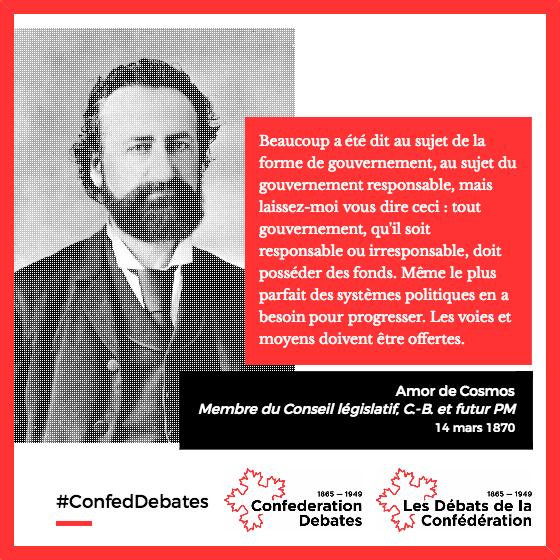 Beaucoup a été dit au sujet de la
forme de gouvernement, au sujet du
gouvernement responsable, mais
laissez-moi vous dire ceci : tout
gouvernement, qu'il soit
responsable ou irresponsable, doit
posséder des fonds. Même le plus
parfait des systèmes politiques en a
besoin pour progresser. Les voies et
moyens doivent être offertes.
Amor de Cosmos
Membre du Conseil législatif, C.-B. et futur PM
14 mars 1870
#ConfedDebates
1865 — 1949
Confederation
Debates
1865 — 1949
Les Débats de la
Confédération